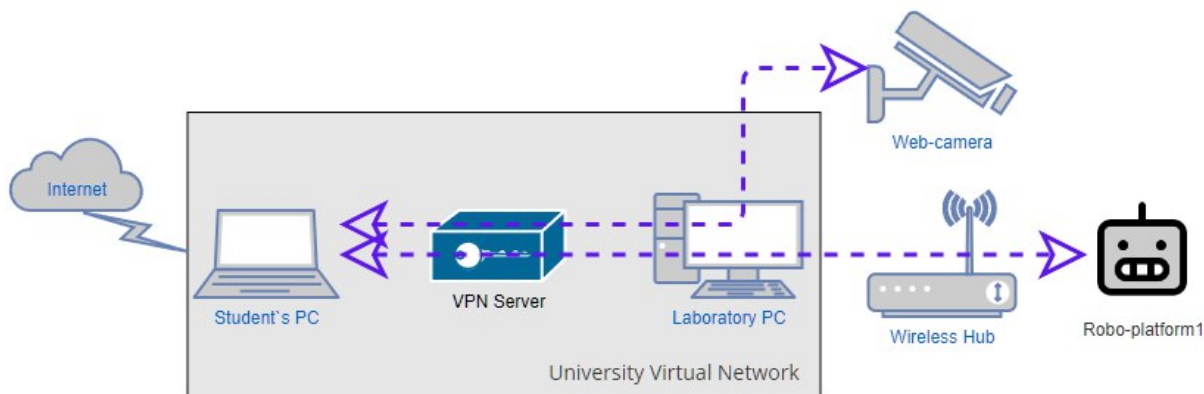 Web-camera
Internet
VPN Server
Student`s PC
Laboratory PC
Wireless Hub
Robo-platform1
University Virtual Network